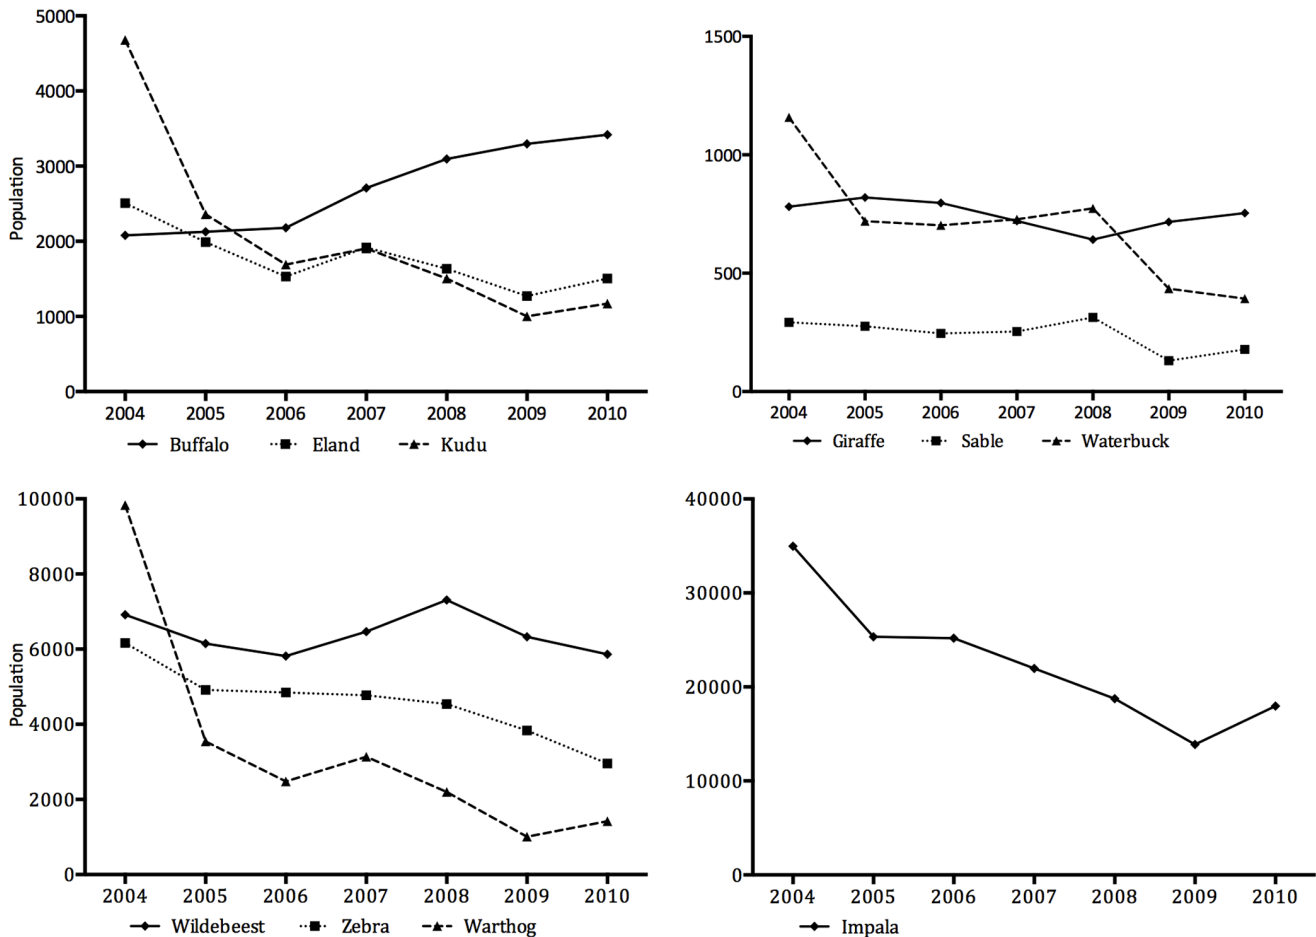 5000
4000
3000
2000
1000
0
Population
2004 2005 2006 2007 2008 2009 2010
Buffalo Eland Kudu
1500
1000
500
0
2004 2005 2006 2007 2008 2009 2010
Giraffe Sable Waterbuck
10000
8000
6000
4000
2000
0
Population
2004 2005 2006 2007 2008 2009 2010
Wildebeest Zebra Warthog
40000
30000
20000
10000
0
2004 2005 2006 2007 2008 2009 2010
Impala